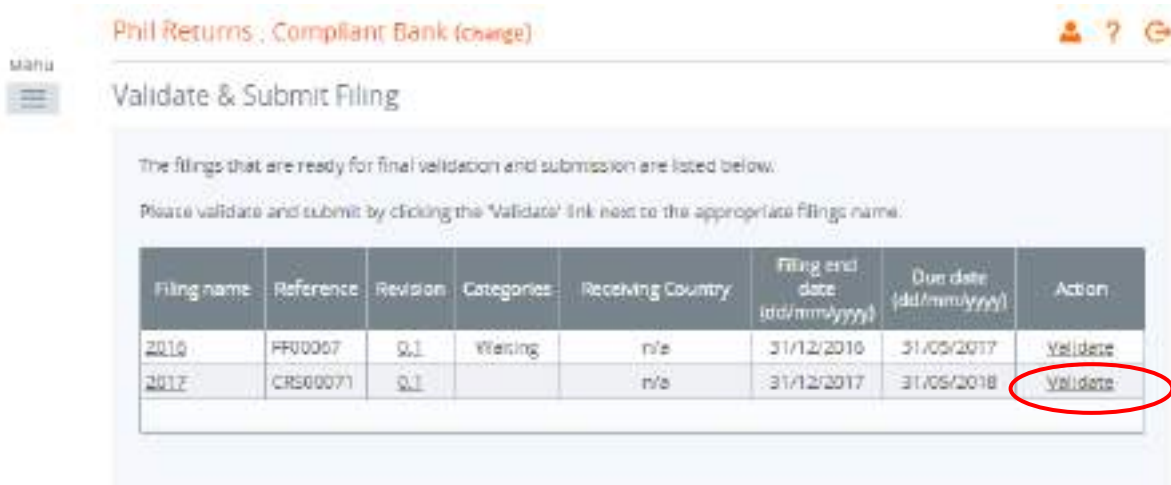 Phil Returns , Compliant Bank (change)
Menu
Validate & Submit Filing
The filings that are ready for final validation and submission are listed below.
Please validate and submit by clicking the 'Validate' link next to the appropriate filings name.
Filing name Reference Revision Categories Receiving Country Filing end date (dd/mm/yyyy) Due date (dd/mm/yyyy) Action
2016 FF00067 0.1 Waiting n/a 31/12/2016 31/05/2017 Validate
2017 CRS00071 0.1 n/a 31/12/2017 31/05/2018 Validate